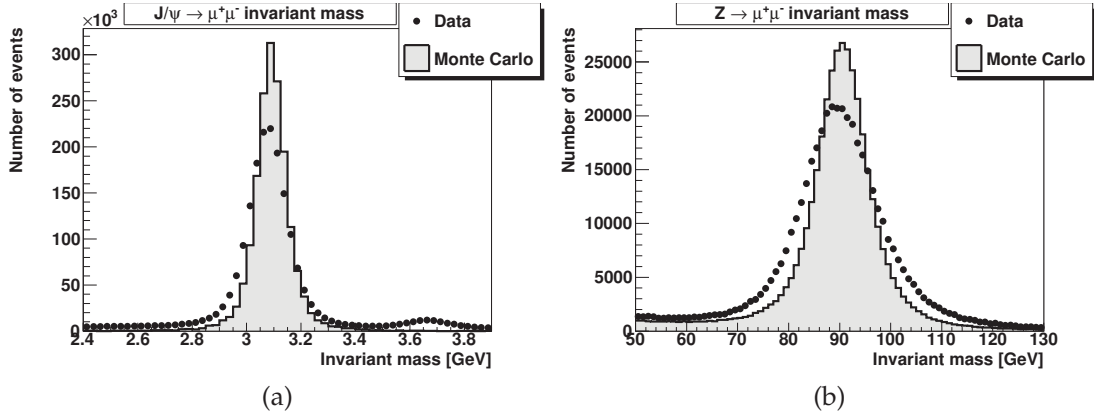 J/ψ → μ⁺μ⁻ invariant mass
Data
Monte Carlo
×10³
Number of events
300
250
200
150
100
50
0
2.4 2.6 2.8 3 3.2 3.4 3.6 3.8
Invariant mass [GeV]
(a)
Z → μ⁺μ⁻ invariant mass
Data
Monte Carlo
Number of events
25000
20000
15000
10000
5000
0
50 60 70 80 90 100 110 120 130
Invariant mass [GeV]
(b)